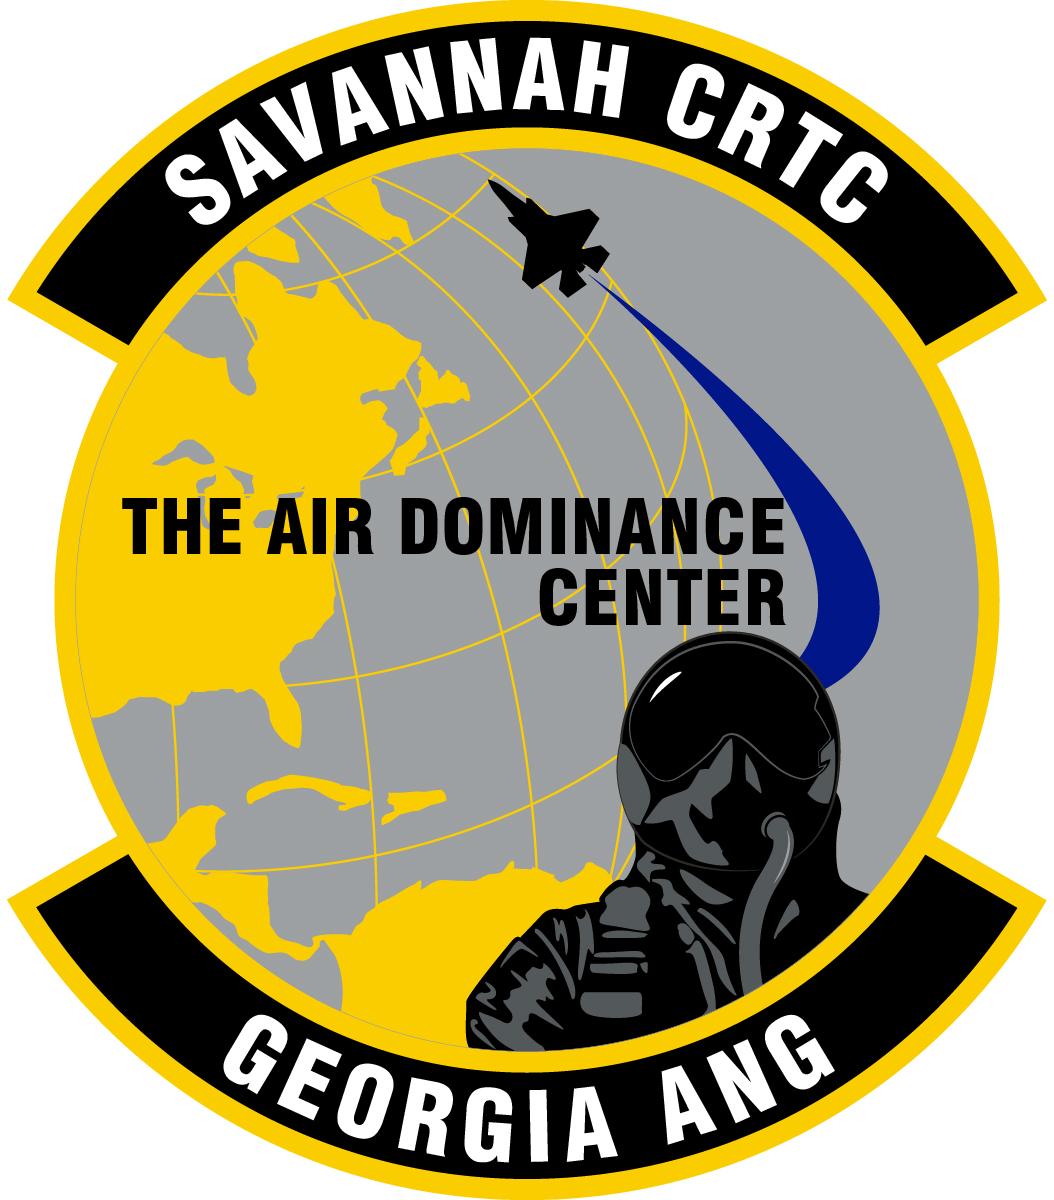 SAVANNAH CRTC
THE AIR DOMINANCE
CENTER
GEORGIA ANG